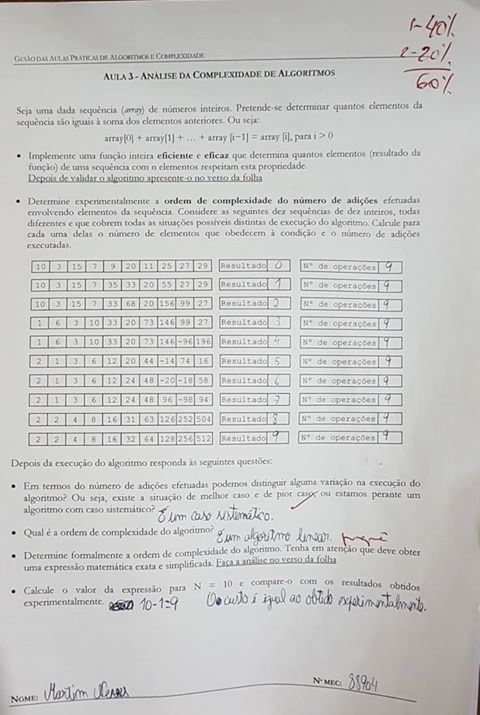 1-40%
2-20%
60%
GUIÃO DAS AULAS PRÁTICAS DE ALGORITMOS E COMPLEXIDADE
AULA 3 - ANÁLISE DA COMPLEXIDADE DE ALGORITMOS
Seja uma dada sequência (array) de números inteiros. Pretende-se determinar quantos elementos da
sequência são iguais à soma dos elementos anteriores. Ou seja:
array[0] + array[1] + … + array [i−1] = array [i], para i > 0
• Implemente uma função inteira eficiente e eficaz que determina quantos elementos (resultado da
função) de uma sequência com n elementos respeitam esta propriedade.
Depois de validar o algoritmo apresente-o no verso da folha
• Determine experimentalmente a ordem de complexidade do número de adições efetuadas
envolvendo elementos da sequência. Considere as seguintes dez sequências de dez inteiros, todas
diferentes e que cobrem todas as situações possíveis distintas de execução do algoritmo. Calcule para
cada uma delas o número de elementos que obedecem à condição e o número de adições
executadas.
10 3 15 7 9 20 11 25 27 29 Resultado 0 Nº de operações 9
10 3 15 7 35 33 20 55 27 29 Resultado 1 Nº de operações 9
10 3 15 7 33 68 20 156 99 27 Resultado 2 Nº de operações 9
1 6 3 10 33 20 73 146 99 27 Resultado 3 Nº de operações 9
1 6 3 10 33 20 73 146 -96 196 Resultado 4 Nº de operações 9
2 1 3 6 12 20 44 -14 74 16 Resultado 5 Nº de operações 9
2 1 3 6 12 24 48 -20 -18 58 Resultado 6 Nº de operações 9
2 1 3 6 12 24 48 96 -98 94 Resultado 7 Nº de operações 9
2 2 4 8 16 31 63 126 252 504 Resultado 8 Nº de operações 9
2 2 4 8 16 32 64 128 256 512 Resultado 9 Nº de operações 9
Depois da execução do algoritmo responda às seguintes questões:
• Em termos do número de adições efetuadas podemos distinguir alguma variação na execução do
algoritmo? Ou seja, existe a situação de melhor caso e de pior caso, ou estamos perante um
algoritmo com caso sistemático? É um caso sistemático.
• Qual é a ordem de complexidade do algoritmo? É um algoritmo linear.
• Determine formalmente a ordem de complexidade do algoritmo. Tenha em atenção que deve obter
uma expressão matemática exata e simplificada. Faça a análise no verso da folha
• Calcule o valor da expressão para N = 10 e compare-o com os resultados obtidos
experimentalmente. 10-1=9 O custo é igual ao obtido experimentalmente.
NOME: Martim Neves Nº MEC: 88904